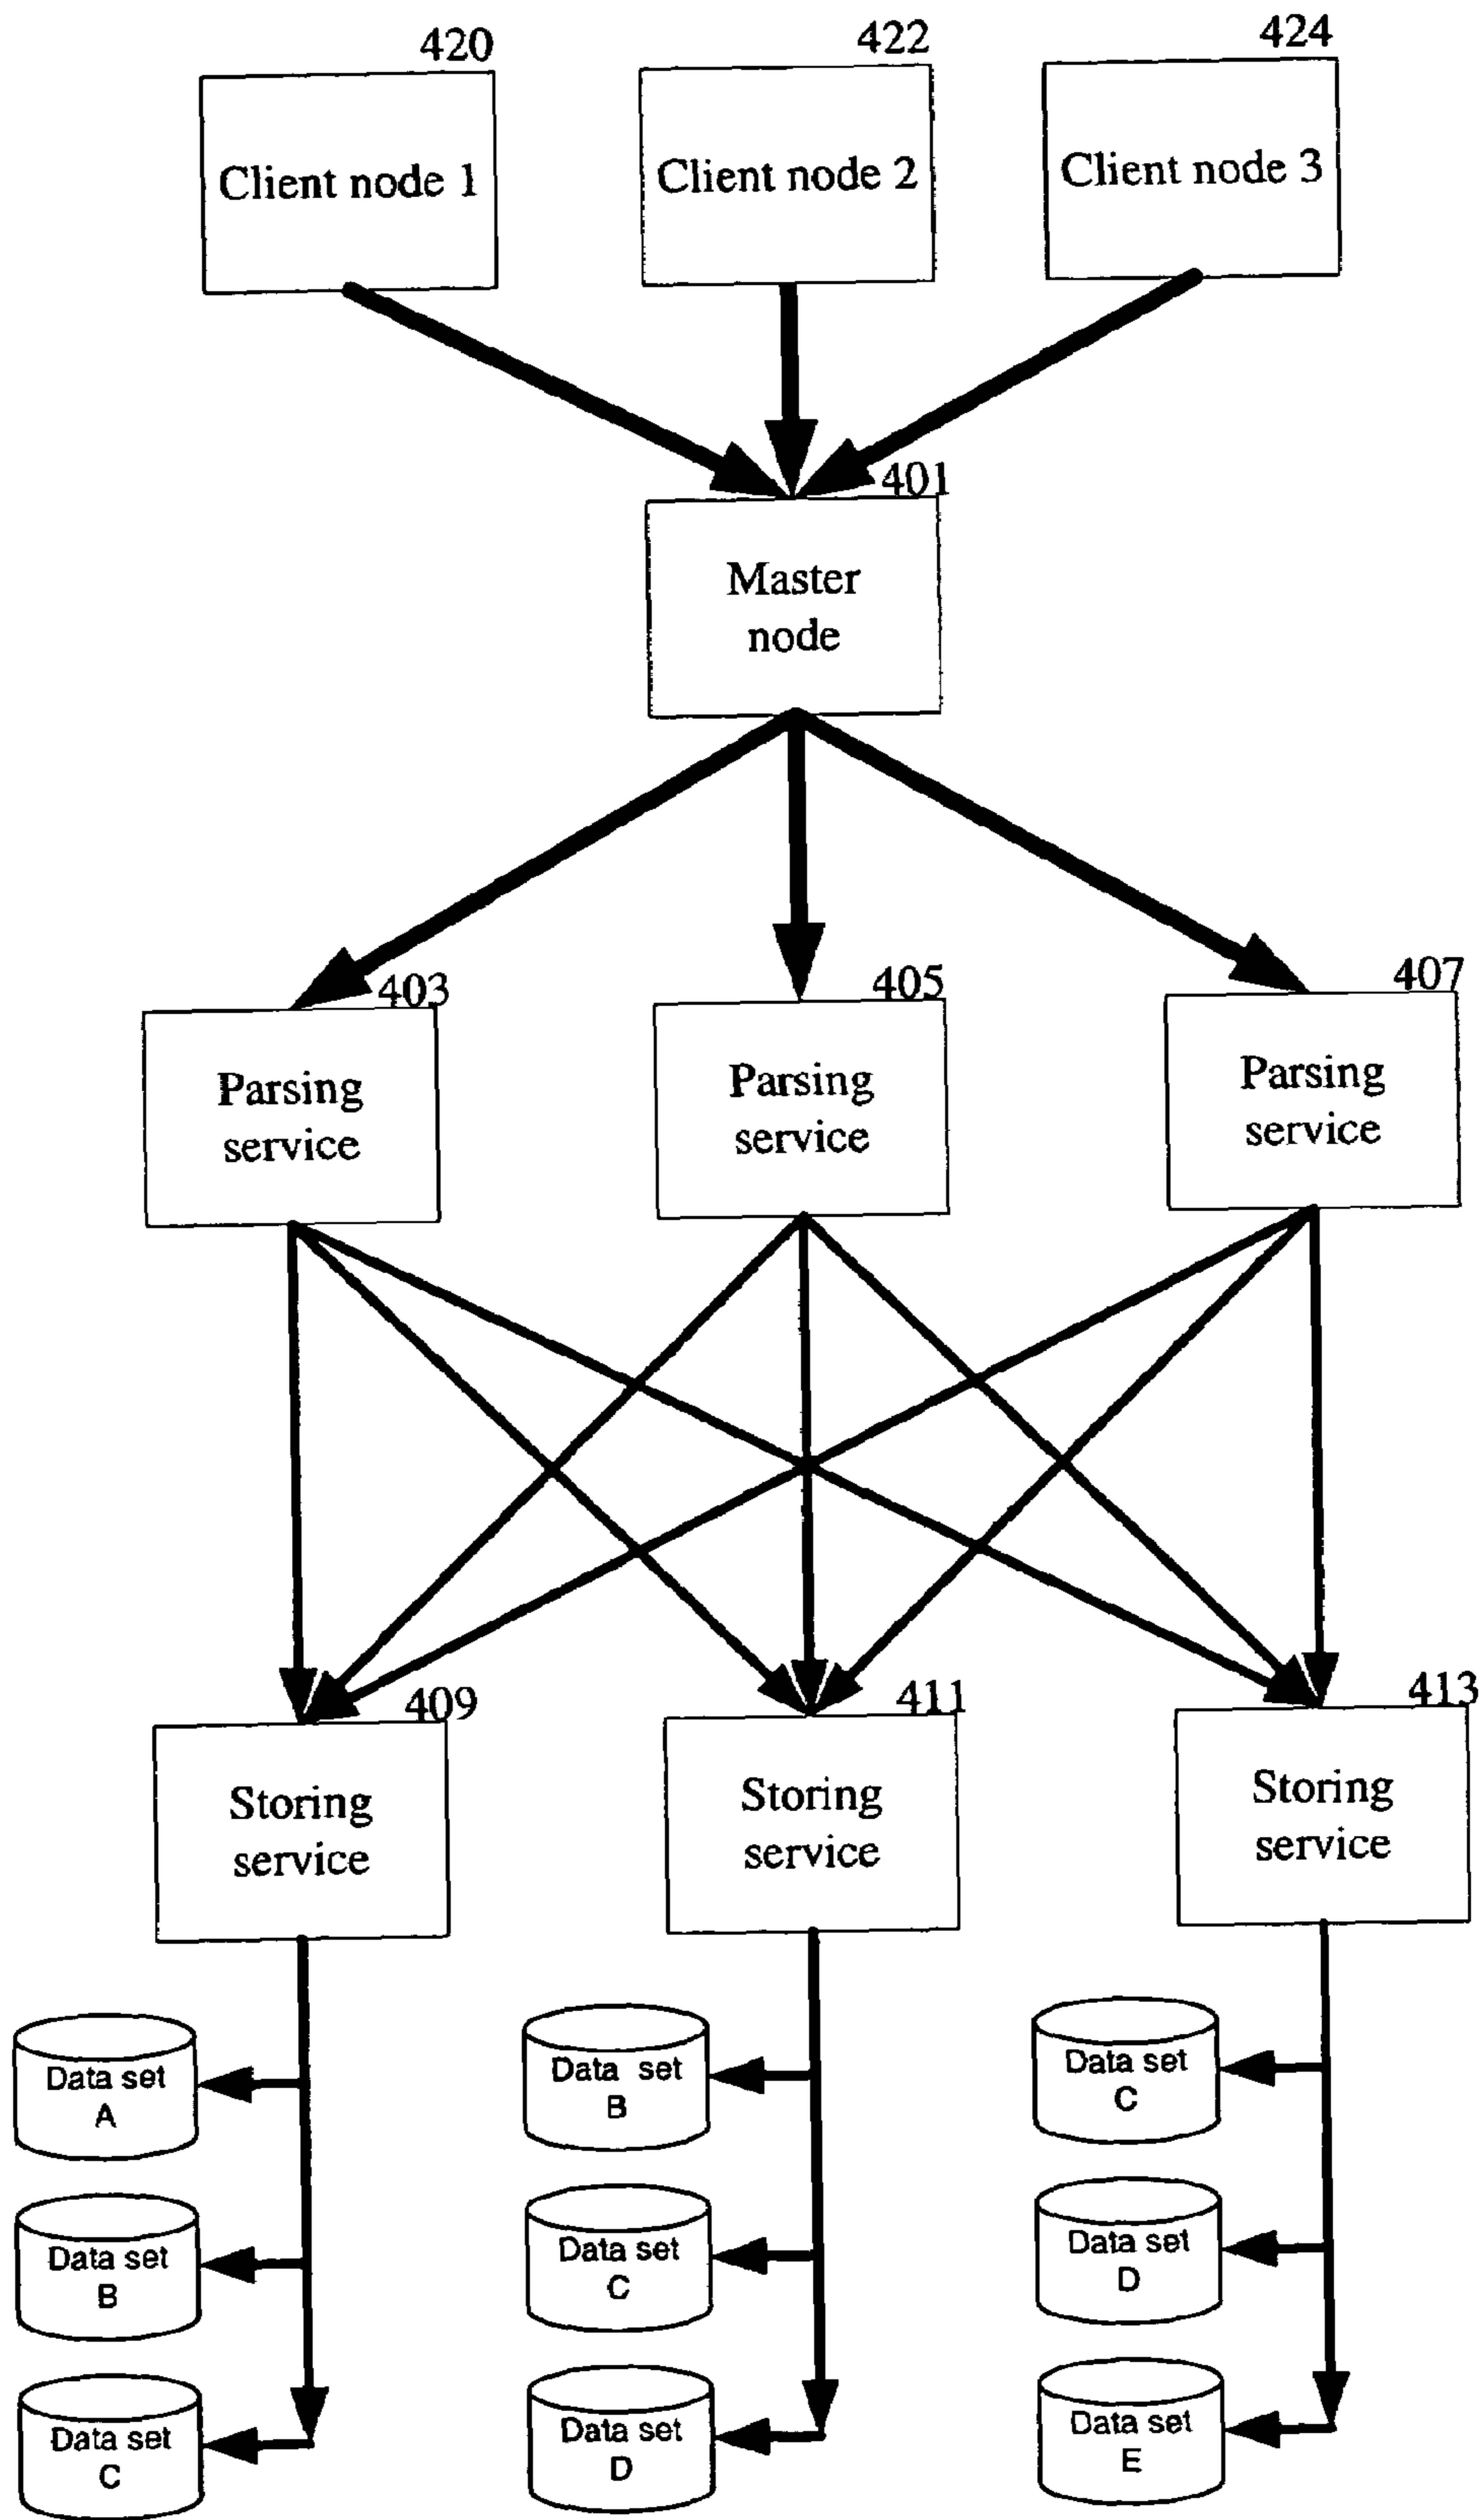 420
422
424
Client node 1
Client node 2
Client node 3
401
Master
node
403
405
407
Parsing
service
Parsing
service
Parsing
service
409
411
413
Storing
service
Storing
service
Storing
service
Data set
A
Data set
B
Data set
C
Data set
B
Data set
C
Data set
D
Data set
C
Data set
D
Data set
E